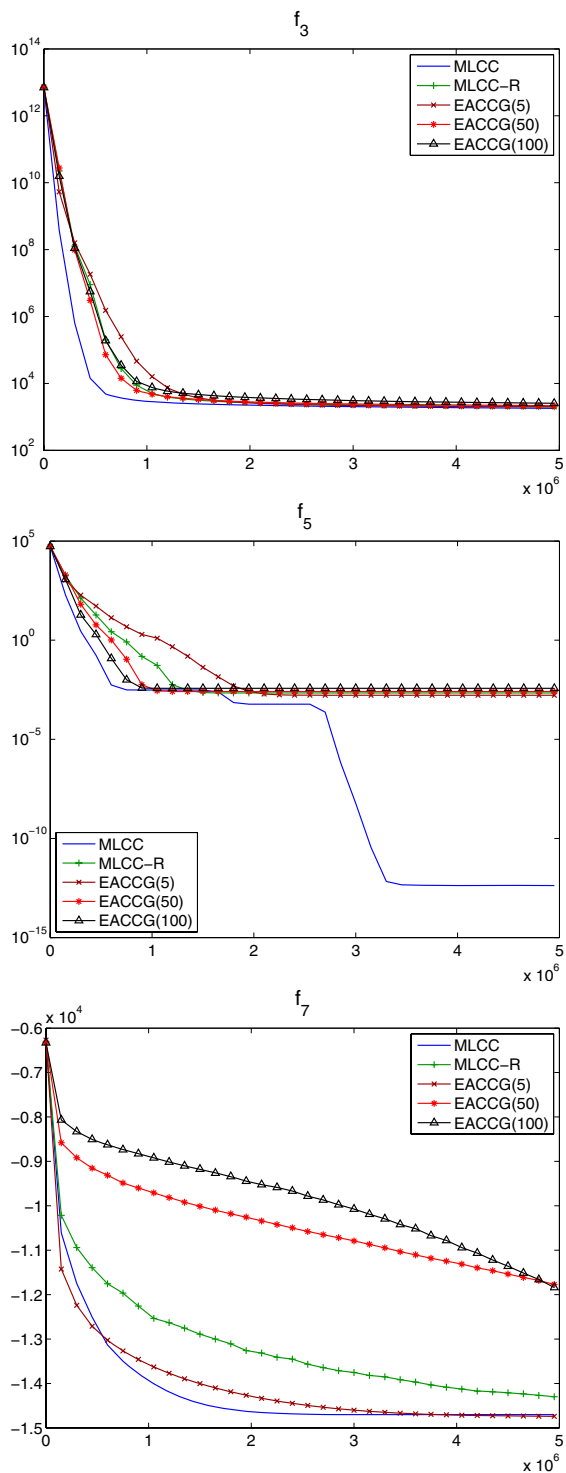 f3
10^14
10^12
10^10
10^8
10^6
10^4
10^2
MLCC
MLCC-R
EACCG(5)
EACCG(50)
EACCG(100)
0 1 2 3 4 5
x 10^6
f5
10^5
10^0
10^-5
10^-10
10^-15
MLCC
MLCC-R
EACCG(5)
EACCG(50)
EACCG(100)
0 1 2 3 4 5
x 10^6
f7
x 10^4
-0.6
-0.7
-0.8
-0.9
-1
-1.1
-1.2
-1.3
-1.4
-1.5
MLCC
MLCC-R
EACCG(5)
EACCG(50)
EACCG(100)
0 1 2 3 4 5
x 10^6